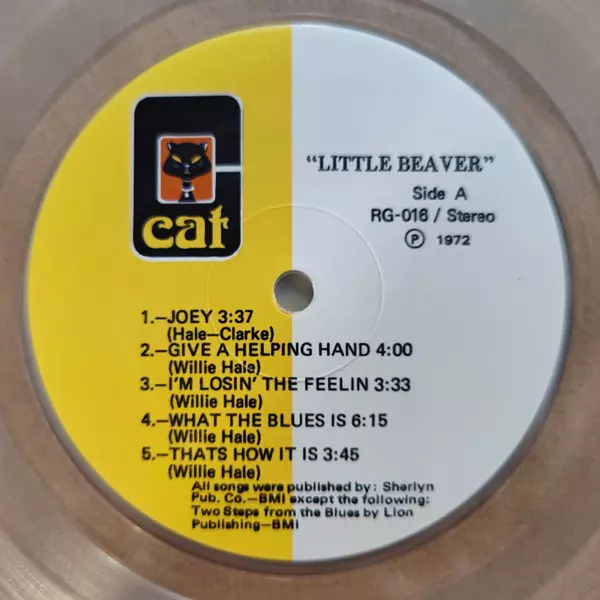 cat
"LITTLE BEAVER"
Side A
RG-016 / Stereo
Ⓟ 1972
1.—JOEY 3:37
(Hale—Clarke)
2.—GIVE A HELPING HAND 4:00
(Willie Hale)
3.—I'M LOSIN' THE FEELIN 3:33
(Willie Hale)
4.—WHAT THE BLUES IS 6:15
(Willie Hale)
5.—THATS HOW IT IS 3:45
(Willie Hale)
All songs were published by: Sherlyn
Pub. Co.—BMI except the following:
Two Steps from the Blues by Lion
Publishing—BMI